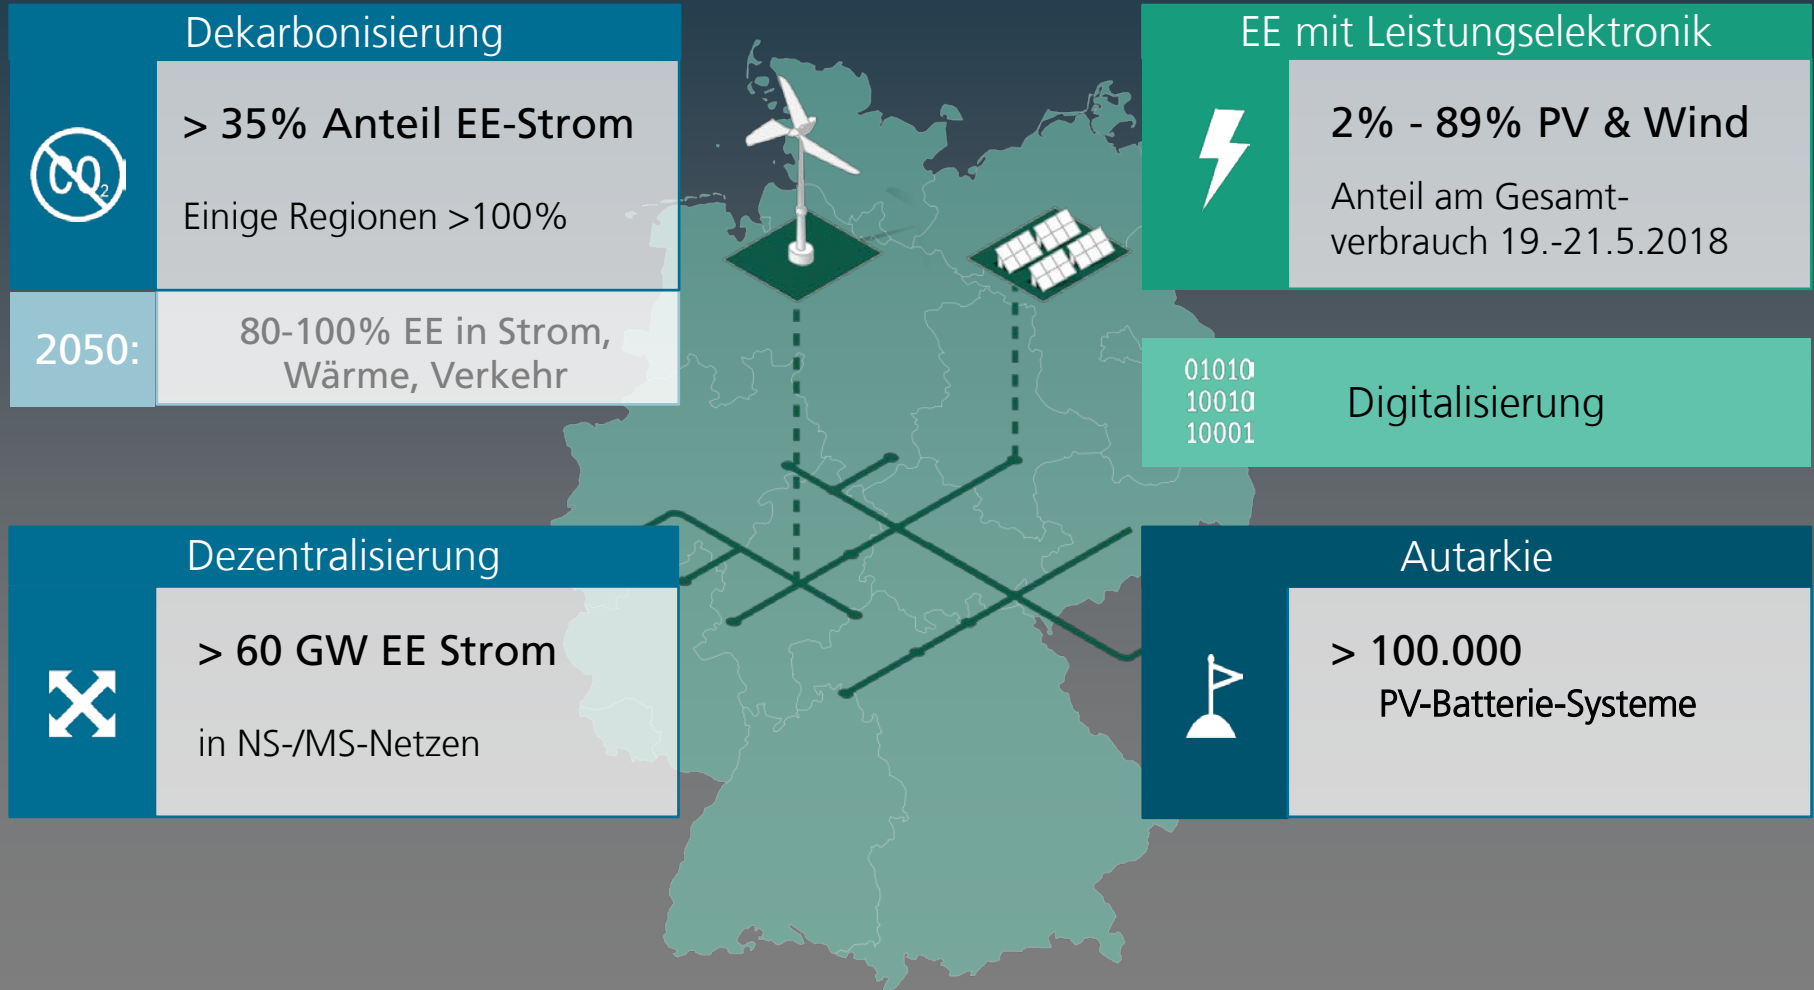 Dekarbonisierung
CO2
> 35% Anteil EE-Strom
Einige Regionen >100%
2050:
80-100% EE in Strom,
Wärme, Verkehr
EE mit Leistungselektronik
2% - 89% PV & Wind
Anteil am Gesamt-
verbrauch 19.-21.5.2018
01010
10010
10001
Digitalisierung
Dezentralisierung
> 60 GW EE Strom
in NS-/MS-Netzen
Autarkie
> 100.000
PV-Batterie-Systeme